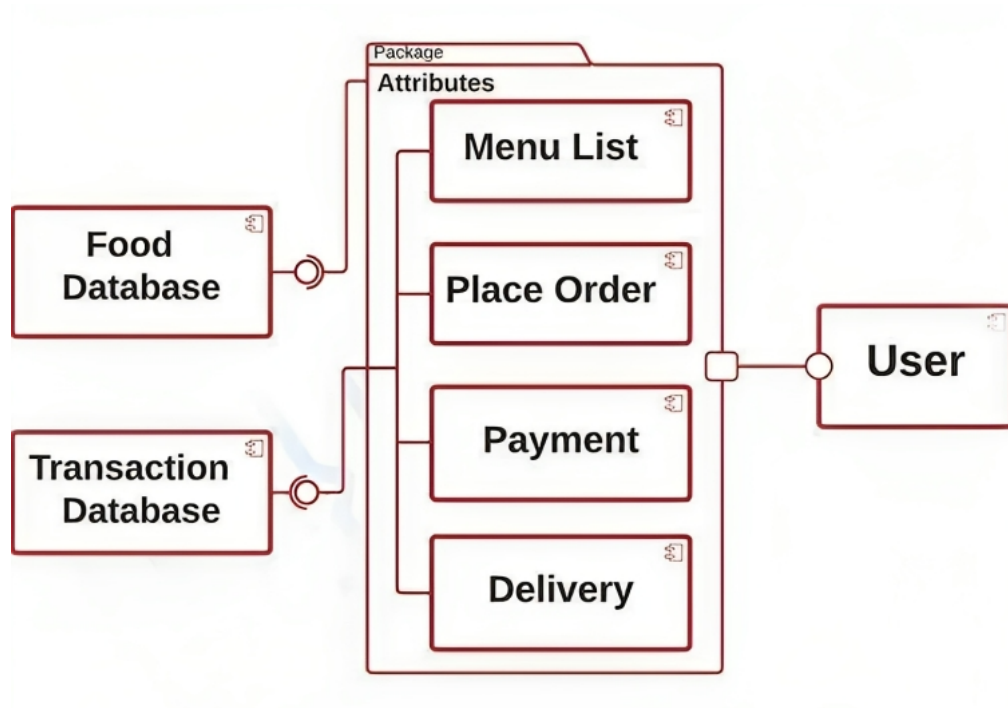 Package
Attributes
Menu List
Food
Database
Place Order
User
Payment
Transaction
Database
Delivery